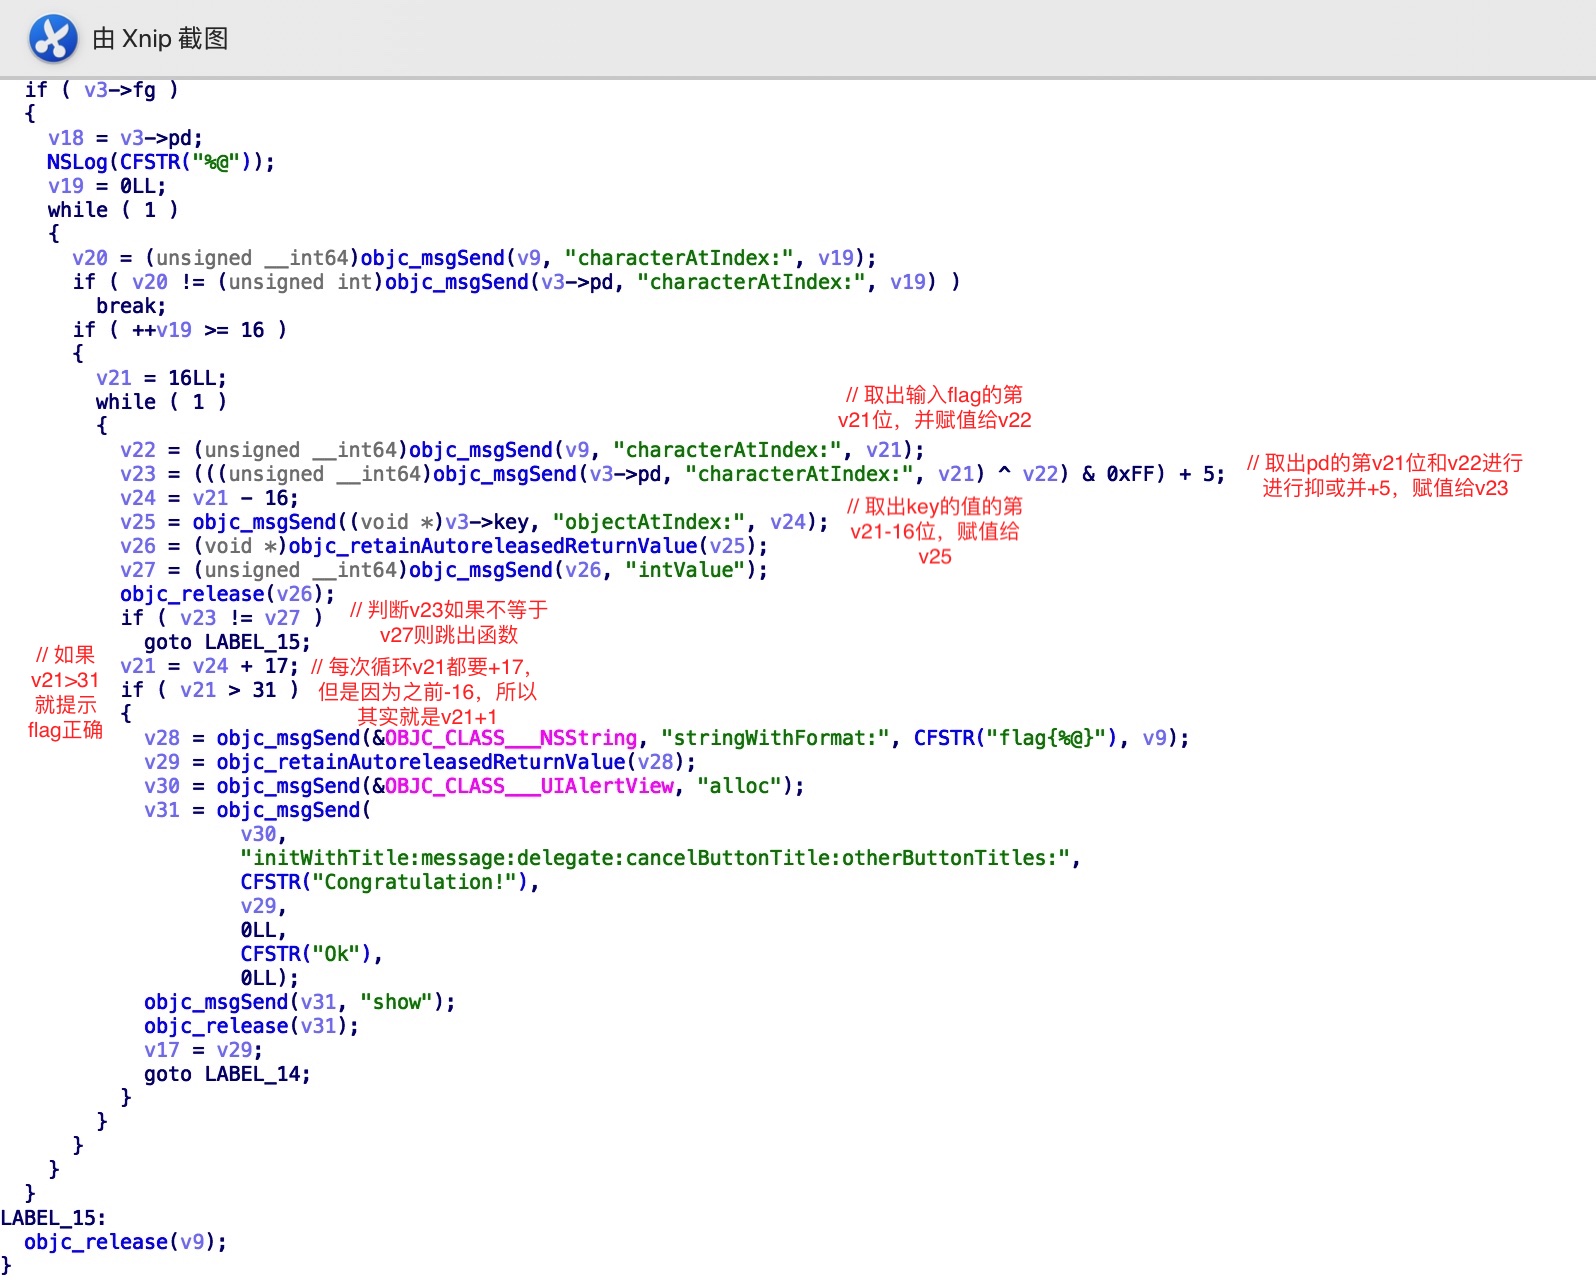 由 Xnip 截图
if ( v3->fg )
{
v18 = v3->pd;
NSLog(CFSTR("%@"));
v19 = 0LL;
while ( 1 )
{
v20 = (unsigned __int64)objc_msgSend(v9, "characterAtIndex:", v19);
if ( v20 != (unsigned int)objc_msgSend(v3->pd, "characterAtIndex:", v19) )
break;
if ( ++v19 >= 16 )
{
v21 = 16LL;
while ( 1 )
// 取出输入flag的第
v21位，并赋值给v22
{
v22 = (unsigned __int64)objc_msgSend(v9, "characterAtIndex:", v21);
v23 = (((unsigned __int64)objc_msgSend(v3->pd, "characterAtIndex:", v21) ^ v22) & 0xFF) + 5;
// 取出pd的第v21位和v22进行
进行抑或并+5，赋值给v23
v24 = v21 - 16;
v25 = objc_msgSend((void *)v3->key, "objectAtIndex:", v24);
// 取出key的值的第
v21-16位，赋值给
v25
v26 = (void *)objc_retainAutoreleasedReturnValue(v25);
v27 = (unsigned __int64)objc_msgSend(v26, "intValue");
objc_release(v26);
if ( v23 != v27 )
// 判断v23如果不等于
v27则跳出函数
goto LABEL_15;
v21 = v24 + 17;
// 每次循环v21都要+17，
但是因为之前-16，所以
其实就是v21+1
if ( v21 > 31 )
// 如果
v21>31
就提示
flag正确
{
v28 = objc_msgSend(&OBJC_CLASS___NSString, "stringWithFormat:", CFSTR("flag{%@}"), v9);
v29 = objc_retainAutoreleasedReturnValue(v28);
v30 = objc_msgSend(&OBJC_CLASS___UIAlertView, "alloc");
v31 = objc_msgSend(
v30,
"initWithTitle:message:delegate:cancelButtonTitle:otherButtonTitles:",
CFSTR("Congratulation!"),
v29,
0LL,
CFSTR("Ok"),
0LL);
objc_msgSend(v31, "show");
objc_release(v31);
v17 = v29;
goto LABEL_14;
}
}
}
}
}
LABEL_15:
objc_release(v9);
}